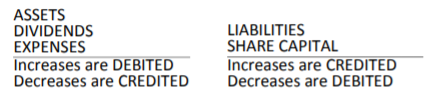 ASSETS
DIVIDENDS
EXPENSES
Increases are DEBITED
Decreases are CREDITED
LIABILITIES
SHARE CAPITAL
Increases are CREDITED
Decreases are DEBITED